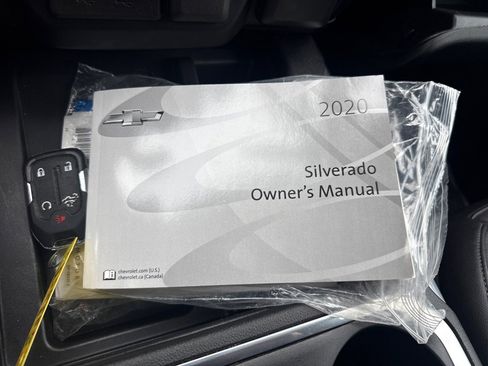 2020
Silverado
Owner's Manual
chevrolet.com (U.S.)
chevrolet.ca (Canada)